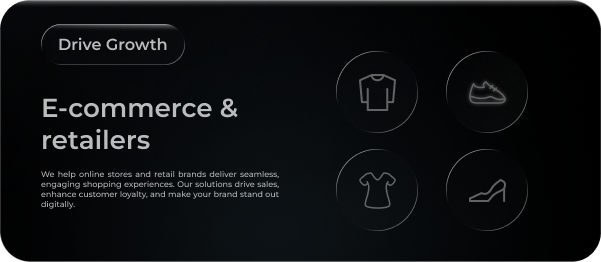 Drive Growth
E-commerce &
retailers
We help online stores and retail brands deliver seamless,
engaging shopping experiences. Our solutions drive sales,
enhance customer loyalty, and make your brand stand out
digitally.